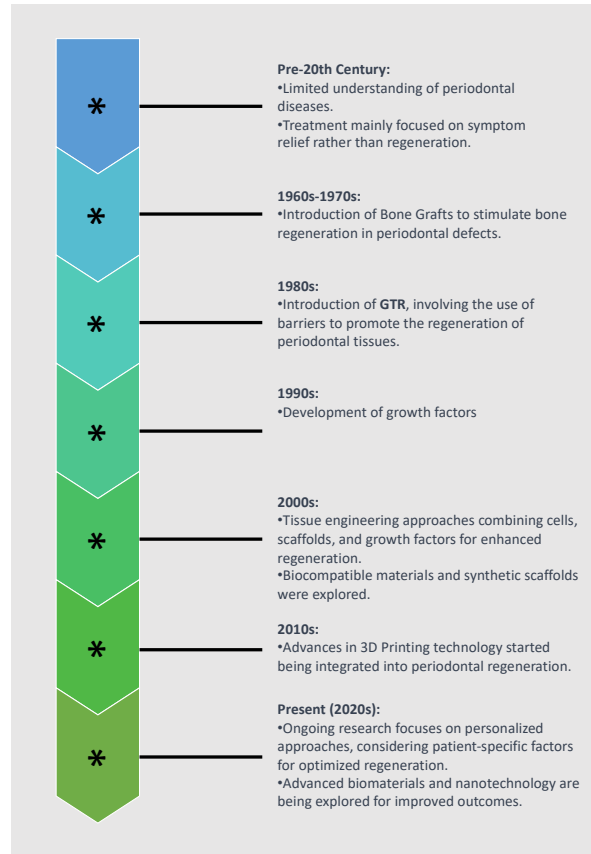 Pre-20th Century:
•Limited understanding of periodontal
diseases.
•Treatment mainly focused on symptom
relief rather than regeneration.
1960s-1970s:
•Introduction of Bone Grafts to stimulate bone
regeneration in periodontal defects.
1980s:
•Introduction of GTR, involving the use of
barriers to promote the regeneration of
periodontal tissues.
1990s:
•Development of growth factors
2000s:
•Tissue engineering approaches combining cells,
scaffolds, and growth factors for enhanced
regeneration.
•Biocompatible materials and synthetic scaffolds
were explored.
2010s:
•Advances in 3D Printing technology started
being integrated into periodontal regeneration.
Present (2020s):
•Ongoing research focuses on personalized
approaches, considering patient-specific factors
for optimized regeneration.
•Advanced biomaterials and nanotechnology are
being explored for improved outcomes.